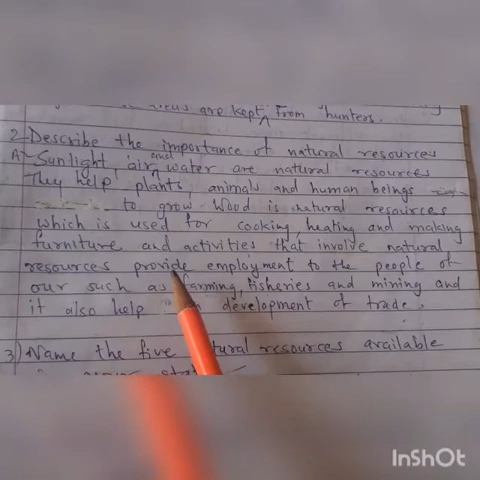 are kept from hunters.
2- Describe the importance of natural resources
A- Sunlight, air and water are natural resources
They help plants, animals and human beings
to grow. Wood is natural resources
which is used for cooking, heating and making
furniture and activities that involve natural
resources provide employment to the people of
our such as farming, fisheries and mining and
it also help development of trade.
3) Name the five natural resources available
InShOt